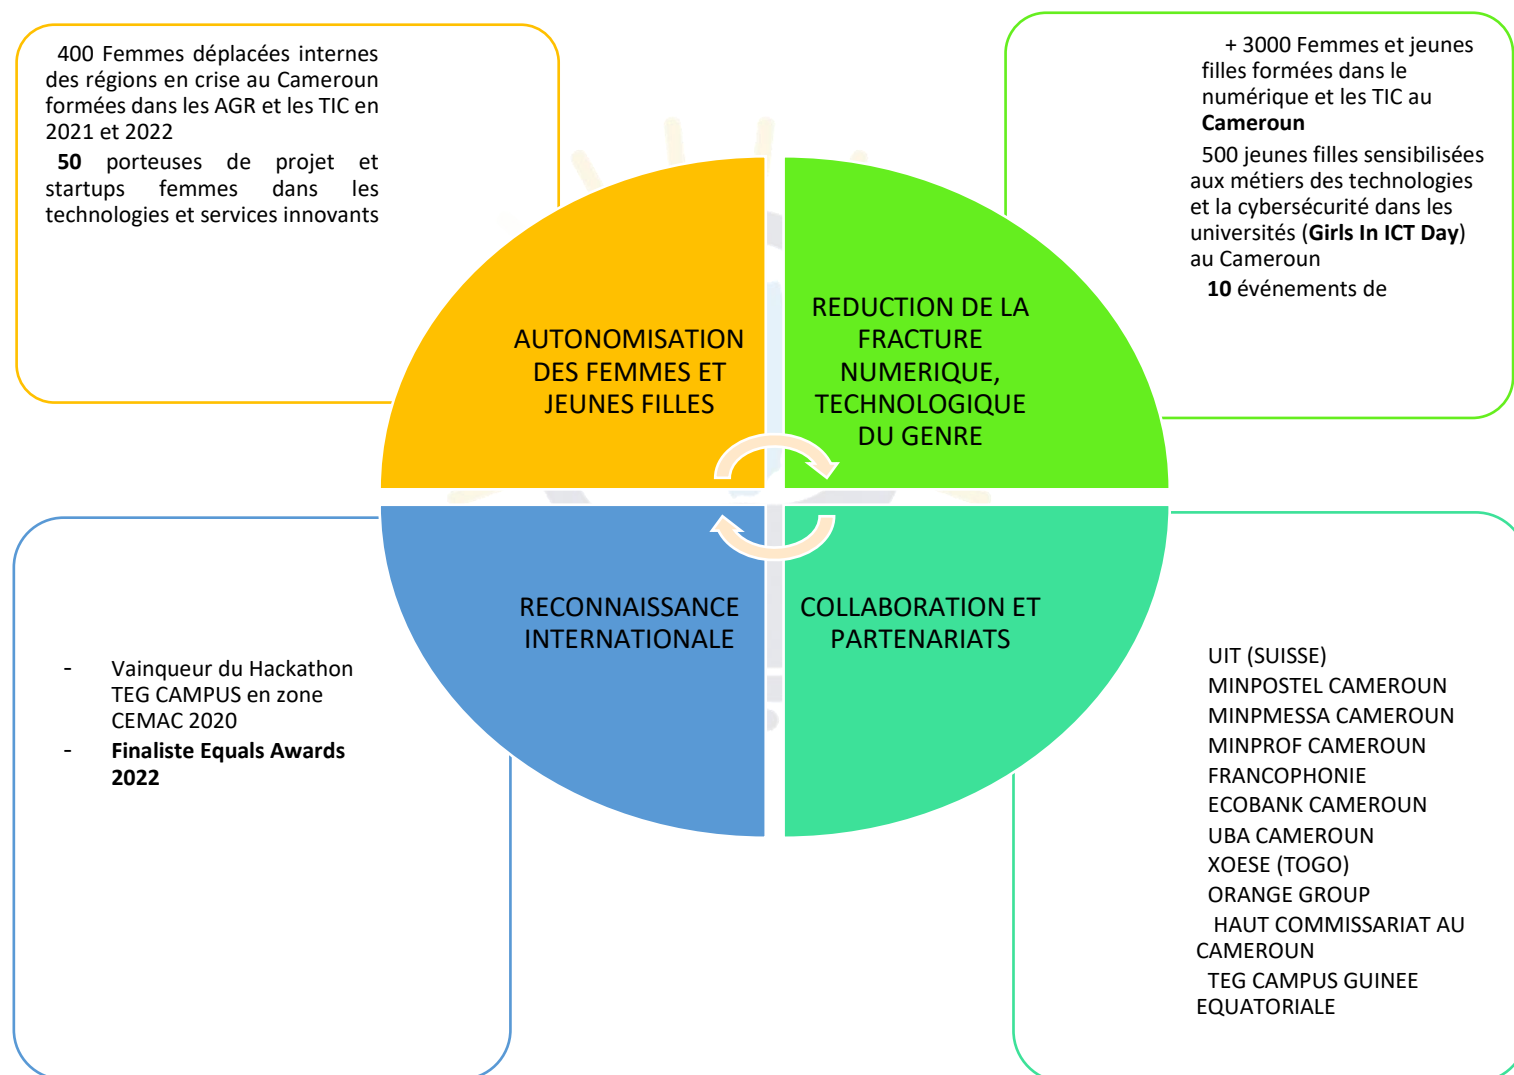 400 Femmes déplacées internes
des régions en crise au Cameroun
formées dans les AGR et les TIC en
2021 et 2022
50 porteuses de projet et
startups femmes dans les
technologies et services innovants
+ 3000 Femmes et jeunes
filles formées dans le
numérique et les TIC au
Cameroun
500 jeunes filles sensibilisées
aux métiers des technologies
et la cybersécurité dans les
universités (Girls In ICT Day)
au Cameroun
10 événements de
AUTONOMISATION
DES FEMMES ET
JEUNES FILLES
REDUCTION DE LA
FRACTURE
NUMERIQUE,
TECHNOLOGIQUE
DU GENRE
RECONNAISSANCE
INTERNATIONALE
COLLABORATION ET
PARTENARIATS
- Vainqueur du Hackathon
TEG CAMPUS en zone
CEMAC 2020
- Finaliste Equals Awards
2022
UIT (SUISSE)
MINPOSTEL CAMEROUN
MINPMESSA CAMEROUN
MINPROF CAMEROUN
FRANCOPHONIE
ECOBANK CAMEROUN
UBA CAMEROUN
XOESE (TOGO)
ORANGE GROUP
HAUT COMMISSARIAT AU
CAMEROUN
TEG CAMPUS GUINEE
EQUATORIALE